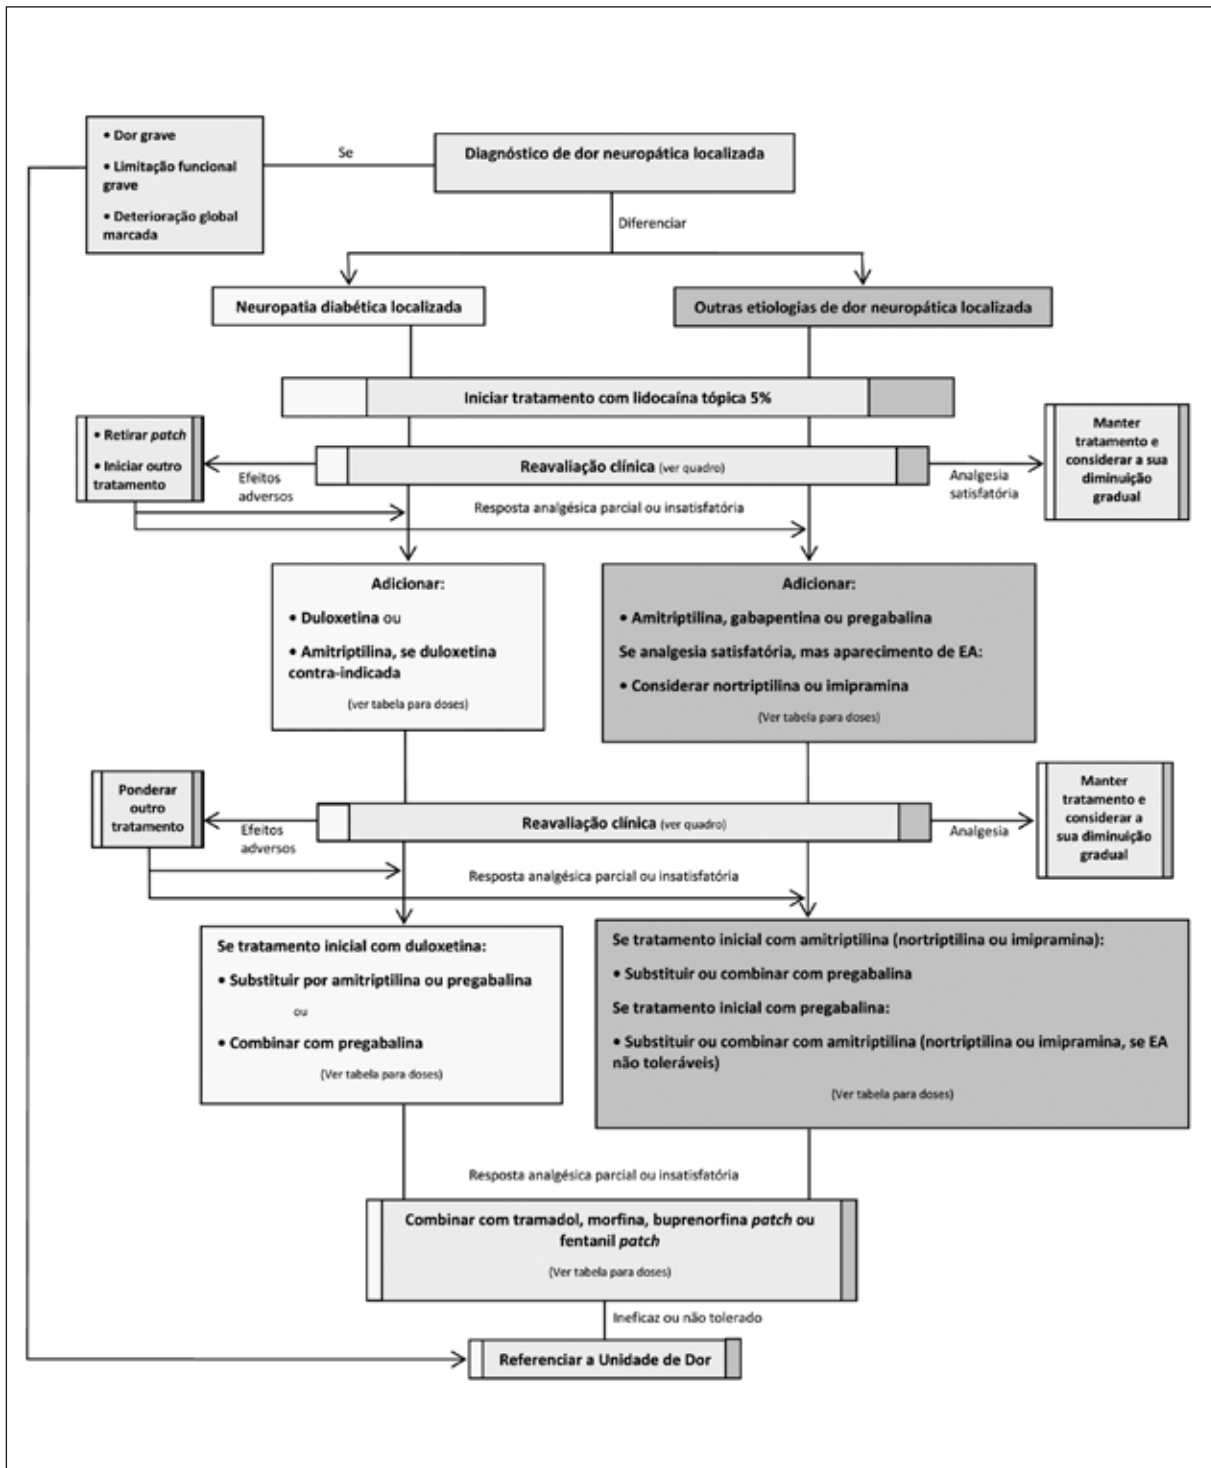 • Dor grave
• Limitação funcional
grave
• Deterioração global
marcada
Se
Diagnóstico de dor neuropática localizada
Diferenciar
Neuropatia diabética localizada
Outras etiologias de dor neuropática localizada
Iniciar tratamento com lidocaína tópica 5%
• Retirar patch
• Iniciar outro
tratamento
Efeitos
adversos
Reavaliação clínica (ver quadro)
Analgesia
satisfatória
Manter
tratamento e
considerar a sua
diminuição
gradual
Resposta analgésica parcial ou insatisfatória
Adicionar:
• Duloxetina ou
• Amitriptilina, se duloxetina
contra-indicada
(ver tabela para doses)
Adicionar:
• Amitriptilina, gabapentina ou pregabalina
Se analgesia satisfatória, mas aparecimento de EA:
• Considerar nortriptilina ou imipramina
(Ver tabela para doses)
Ponderar
outro
tratamento
Efeitos
adversos
Reavaliação clínica (ver quadro)
Analgesia
Manter
tratamento e
considerar a
sua diminuição
gradual
Resposta analgésica parcial ou insatisfatória
Se tratamento inicial com duloxetina:
• Substituir por amitriptilina ou pregabalina
ou
• Combinar com pregabalina
(Ver tabela para doses)
Se tratamento inicial com amitriptilina (nortriptilina ou imipramina):
• Substituir ou combinar com pregabalina
Se tratamento inicial com pregabalina:
• Substituir ou combinar com amitriptilina (nortriptilina ou imipramina, se EA
não toleráveis)
(Ver tabela para doses)
Resposta analgésica parcial ou insatisfatória
Combinar com tramadol, morfina, buprenorfina patch ou
fentanil patch
(Ver tabela para doses)
Ineficaz ou não tolerado
Referenciar a Unidade de Dor